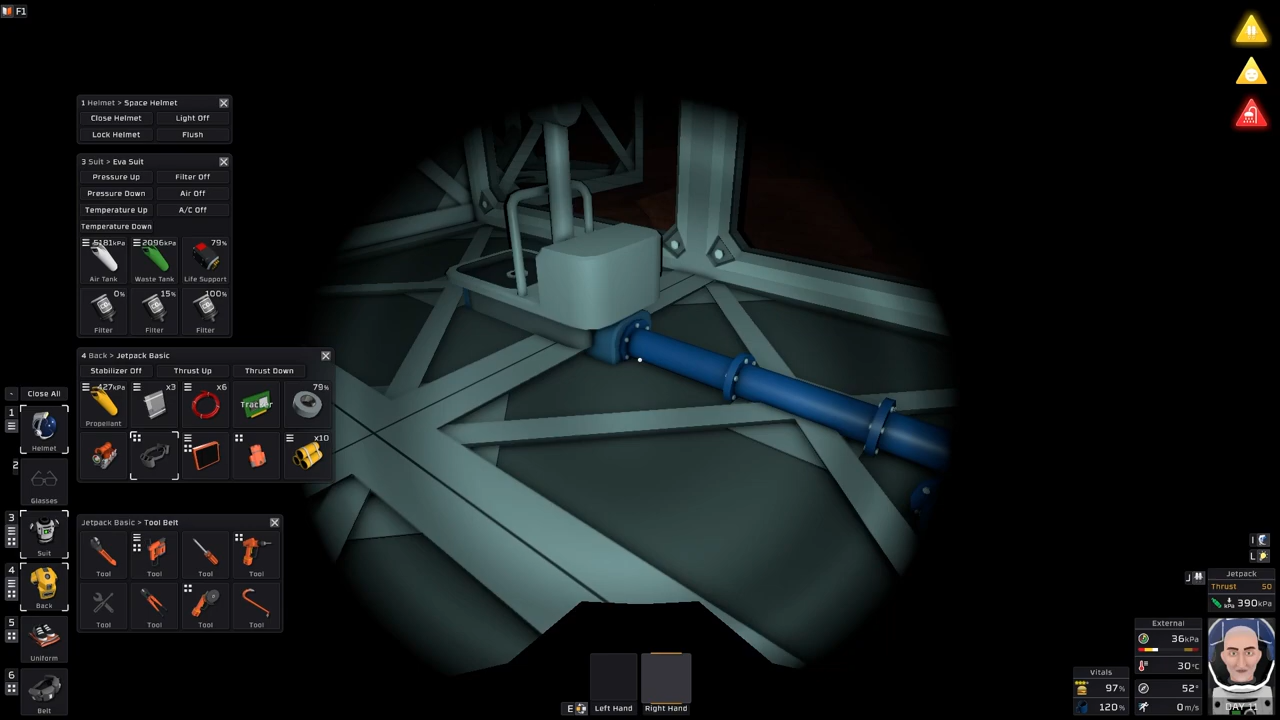 F1
1 Helmet > Space Helmet
Close Helmet Light Off
Lock Helmet Flush
3 Suit > Eva Suit
Pressure Up Filter Off
Pressure Down Air Off
Temperature Up A/C Off
Temperature Down
5181kPa 2096kPa 79%
Air Tank Waste Tank Life Support
0% 15% 100%
Filter Filter Filter
4 Back > Jetpack Basic
Stabilizer Off Thrust Up Thrust Down
427kPa x3 x6 79%
Tracker
Propellant
x10
Jetpack Basic > Tool Belt
Tool Tool Tool Tool
Tool Tool Tool Tool
- Close All
1
Helmet
2
Glasses
3
Suit
4
Back
5
Uniform
6
Belt
E Left Hand Right Hand
I
L
J Jetpack
Thrust 50
kPa 390kPa
External
36kPa
30°C
Vitals
97% 52°
120% 0m/s
DAY 11